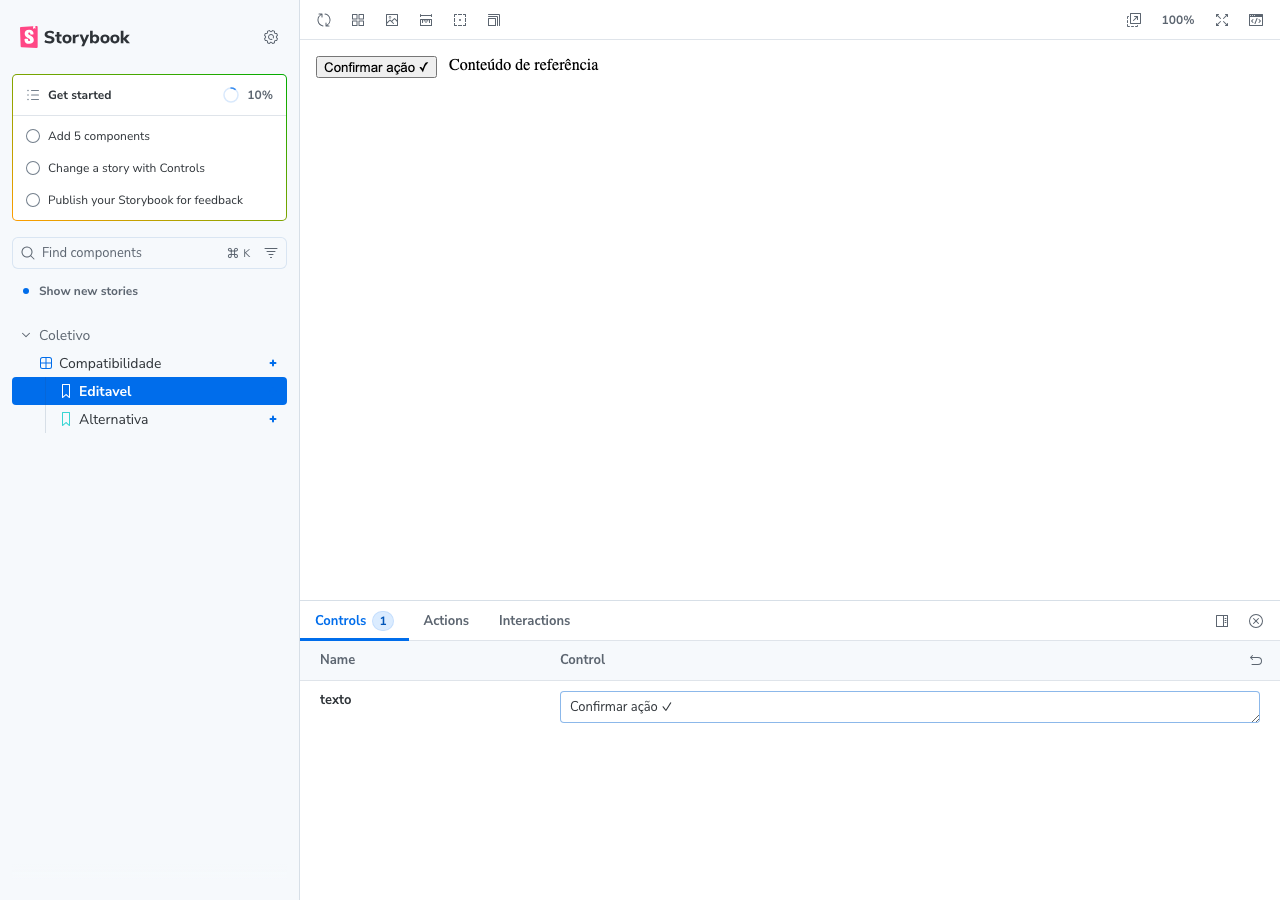 Storybook
Get started 10%
Add 5 components
Change a story with Controls
Publish your Storybook for feedback
Find components ⌘ K
Show new stories
Coletivo
Compatibilidade
Editavel
Alternativa
100%
Confirmar ação ✓ Conteúdo de referência
Controls 1 Actions Interactions
Name Control
texto Confirmar ação ✓